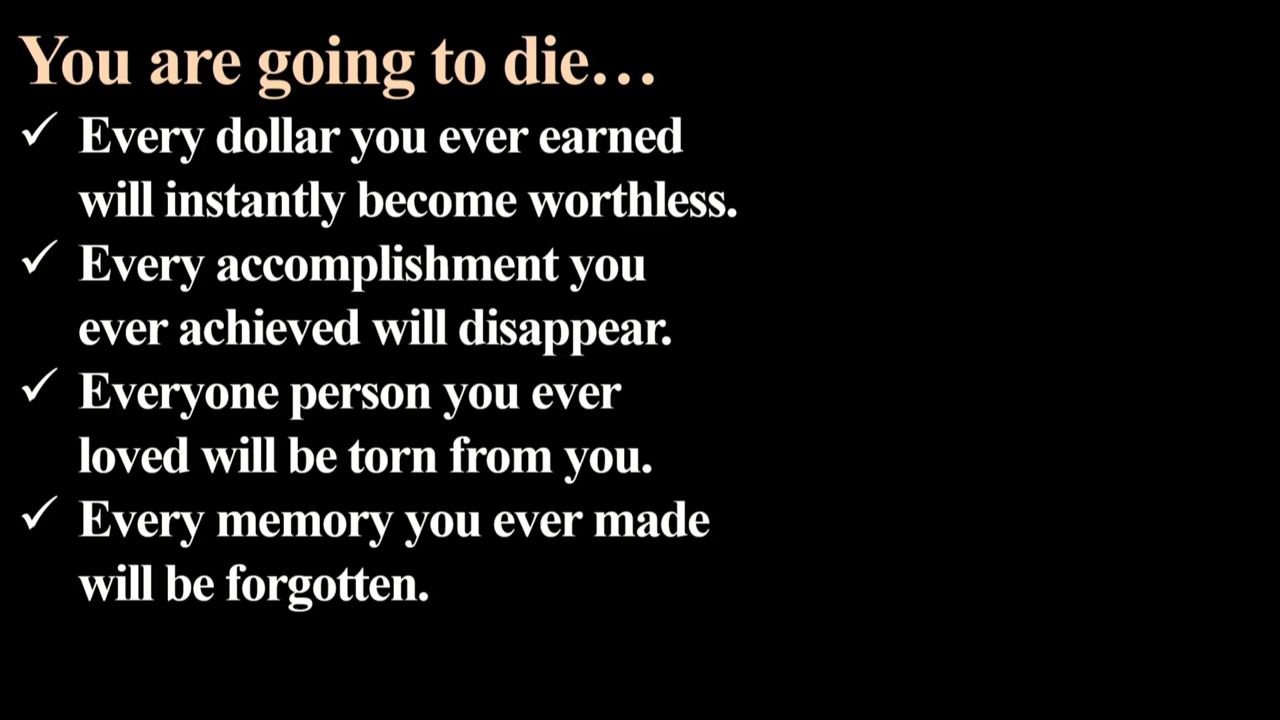 You are going to die…
✓ Every dollar you ever earned
will instantly become worthless.
✓ Every accomplishment you
ever achieved will disappear.
✓ Everyone person you ever
loved will be torn from you.
✓ Every memory you ever made
will be forgotten.